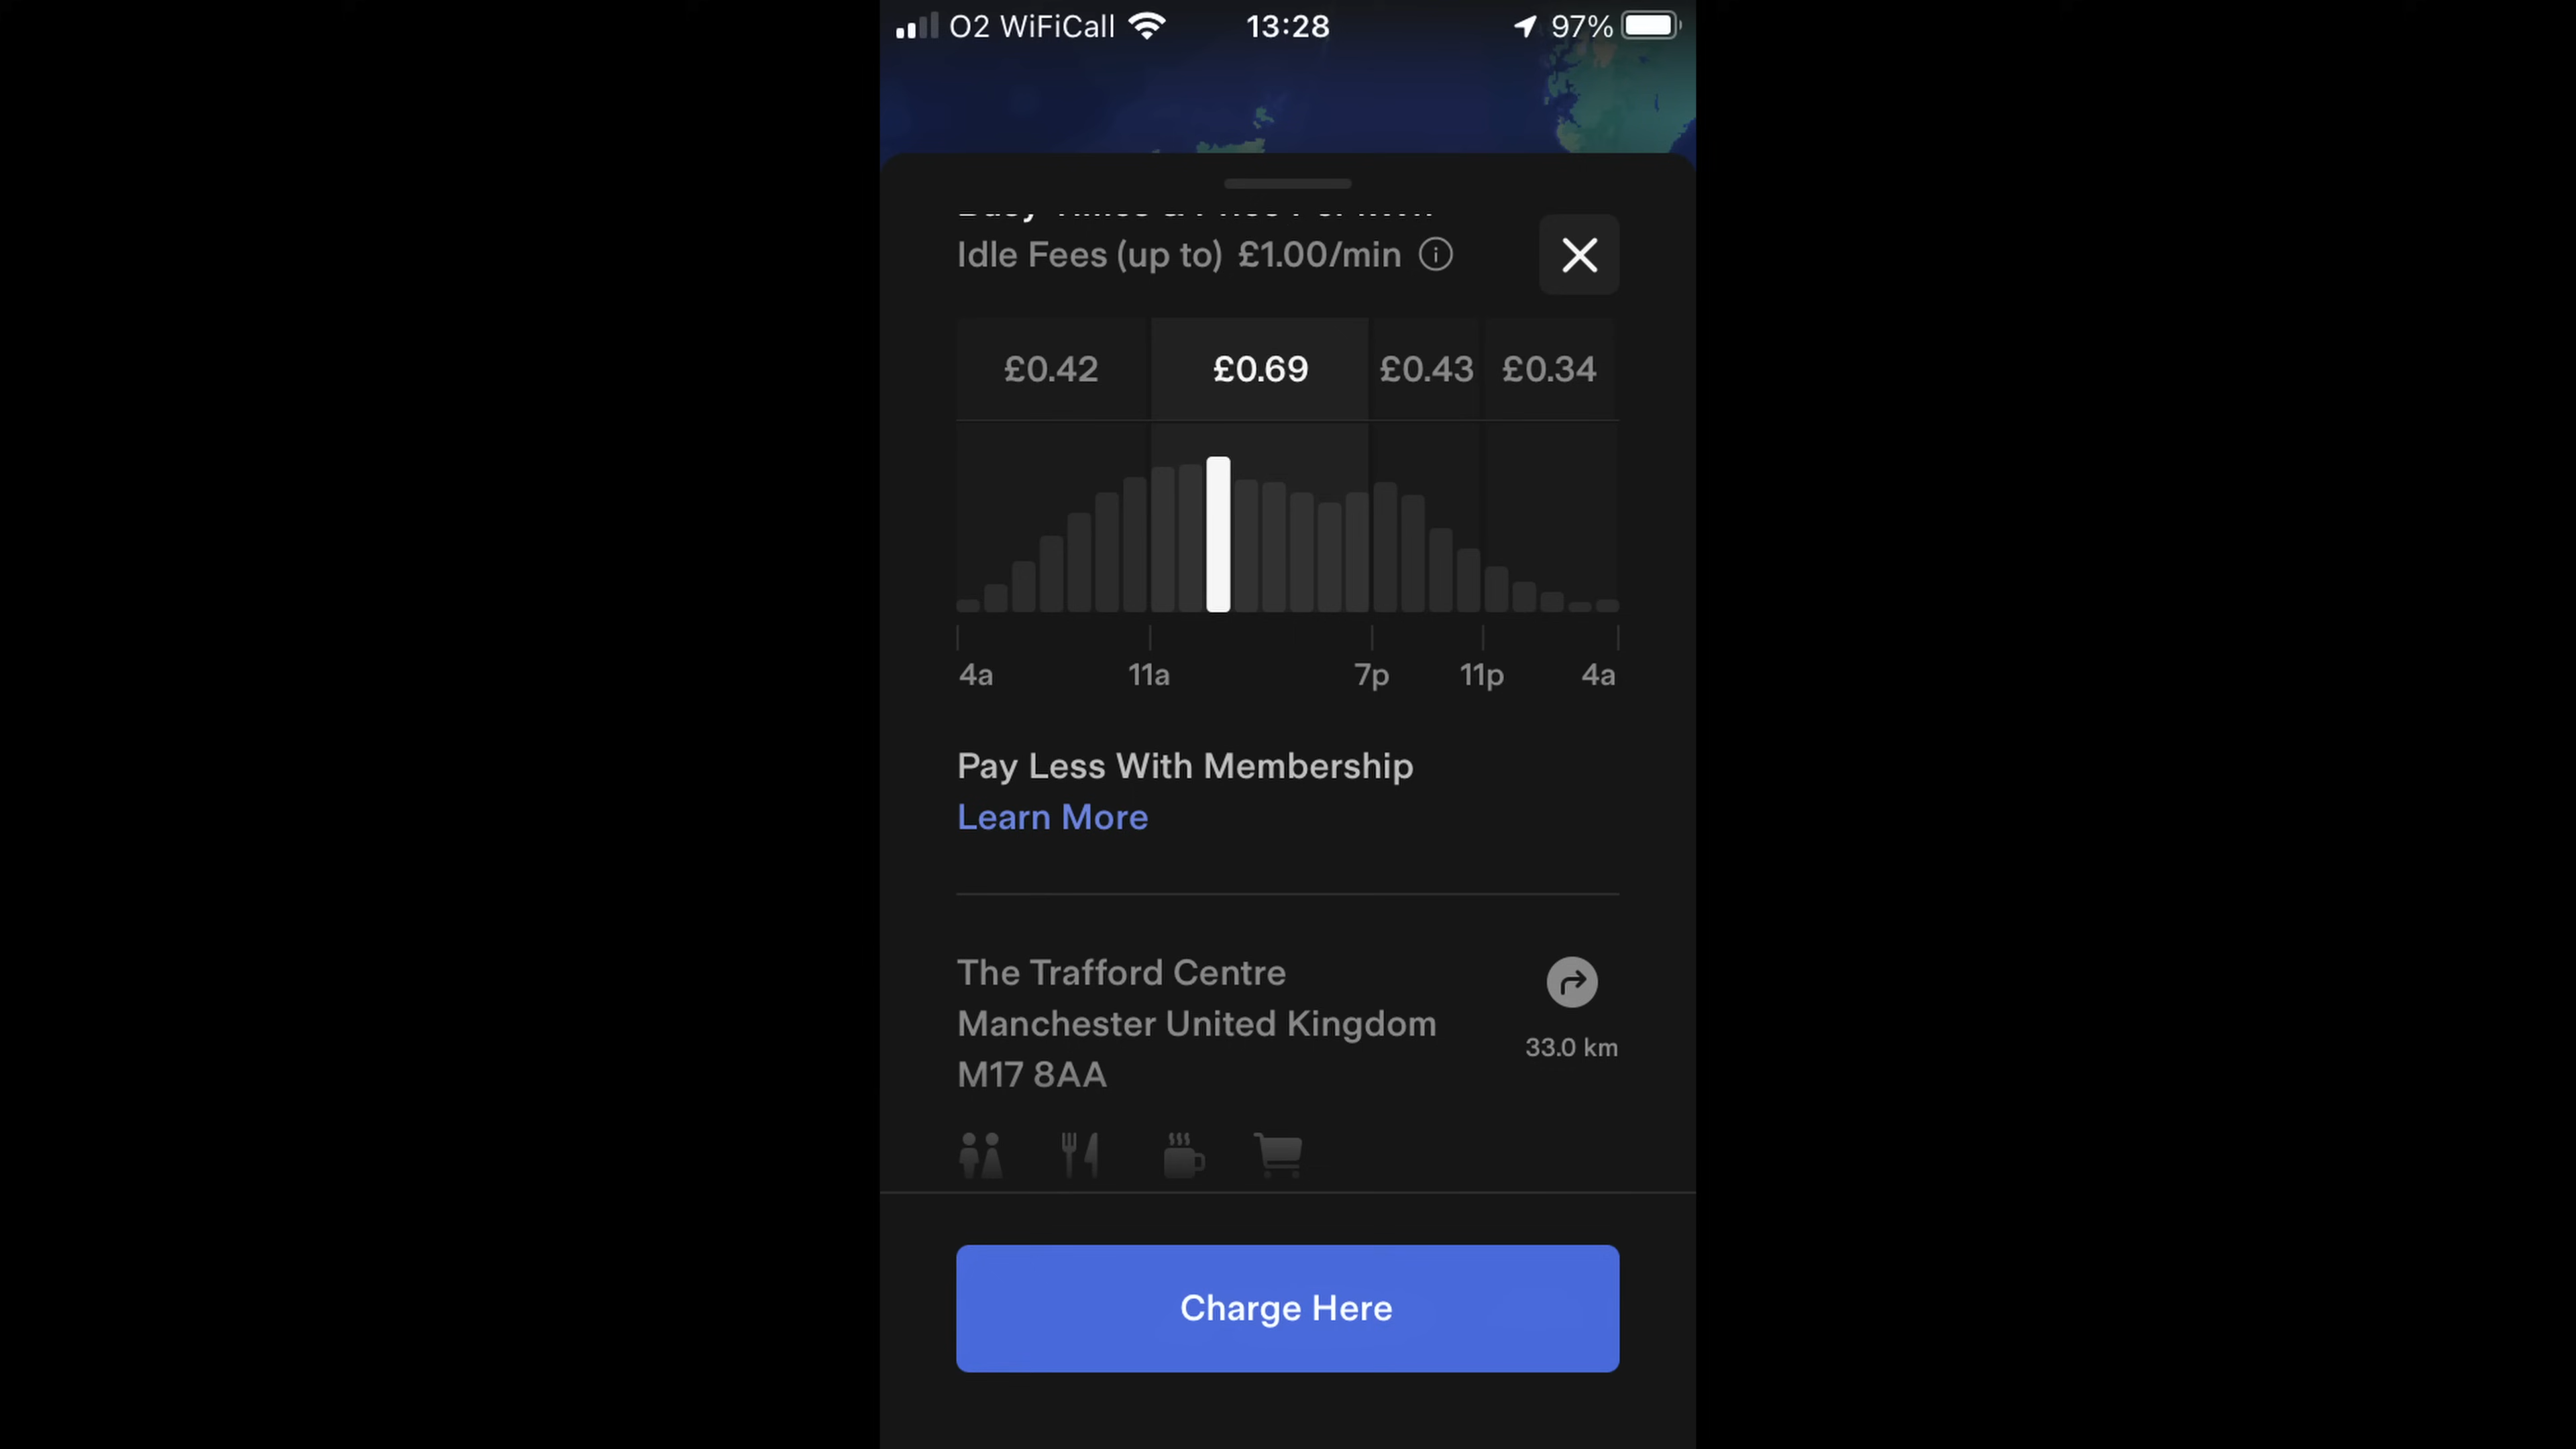 O2 WiFiCall 13:28 97%
Idle Fees (up to) £1.00/min
£0.42 £0.69 £0.43 £0.34
4a 11a 7p 11p 4a
Pay Less With Membership
Learn More
The Trafford Centre
Manchester United Kingdom
M17 8AA
33.0 km
Charge Here